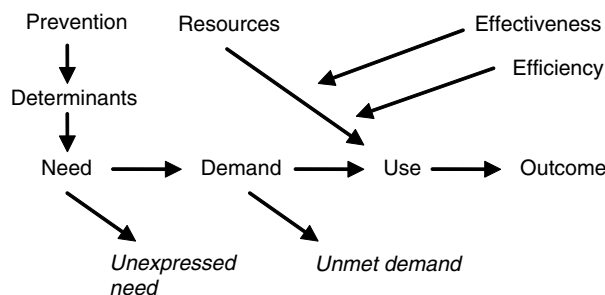 Prevention
Resources
Effectiveness
Efficiency
Determinants
Need
Demand
Use
Outcome
Unexpressed
need
Unmet demand